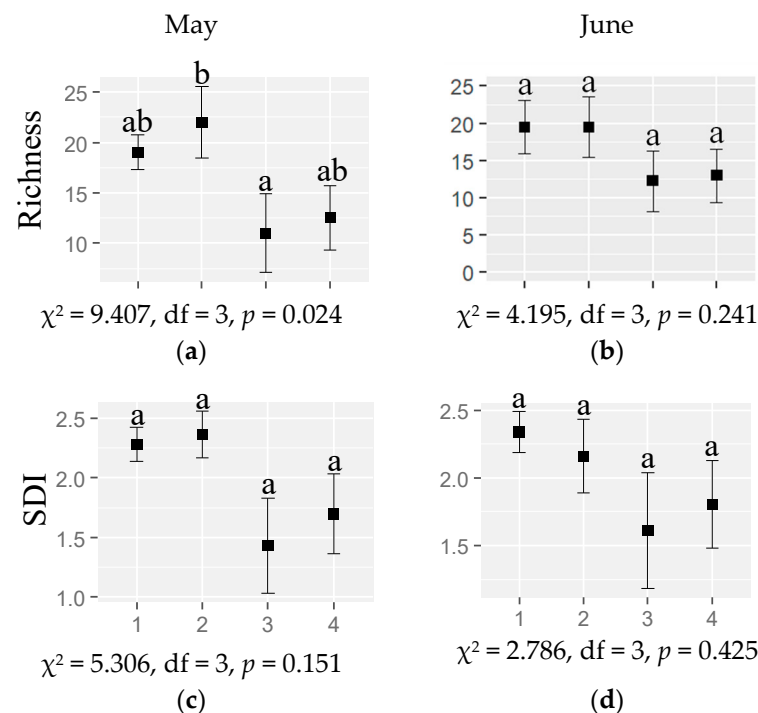 May
June
Richness
25
20
15
10
ab
b
a
ab
χ² = 9.407, df = 3, p = 0.024
(a)
25
20
15
10
5
0
a
a
a
a
χ² = 4.195, df = 3, p = 0.241
(b)
SDI
2.5
2.0
1.5
1.0
a
a
a
a
1 2 3 4
χ² = 5.306, df = 3, p = 0.151
(c)
2.5
2.0
1.5
a
a
a
a
1 2 3 4
χ² = 2.786, df = 3, p = 0.425
(d)